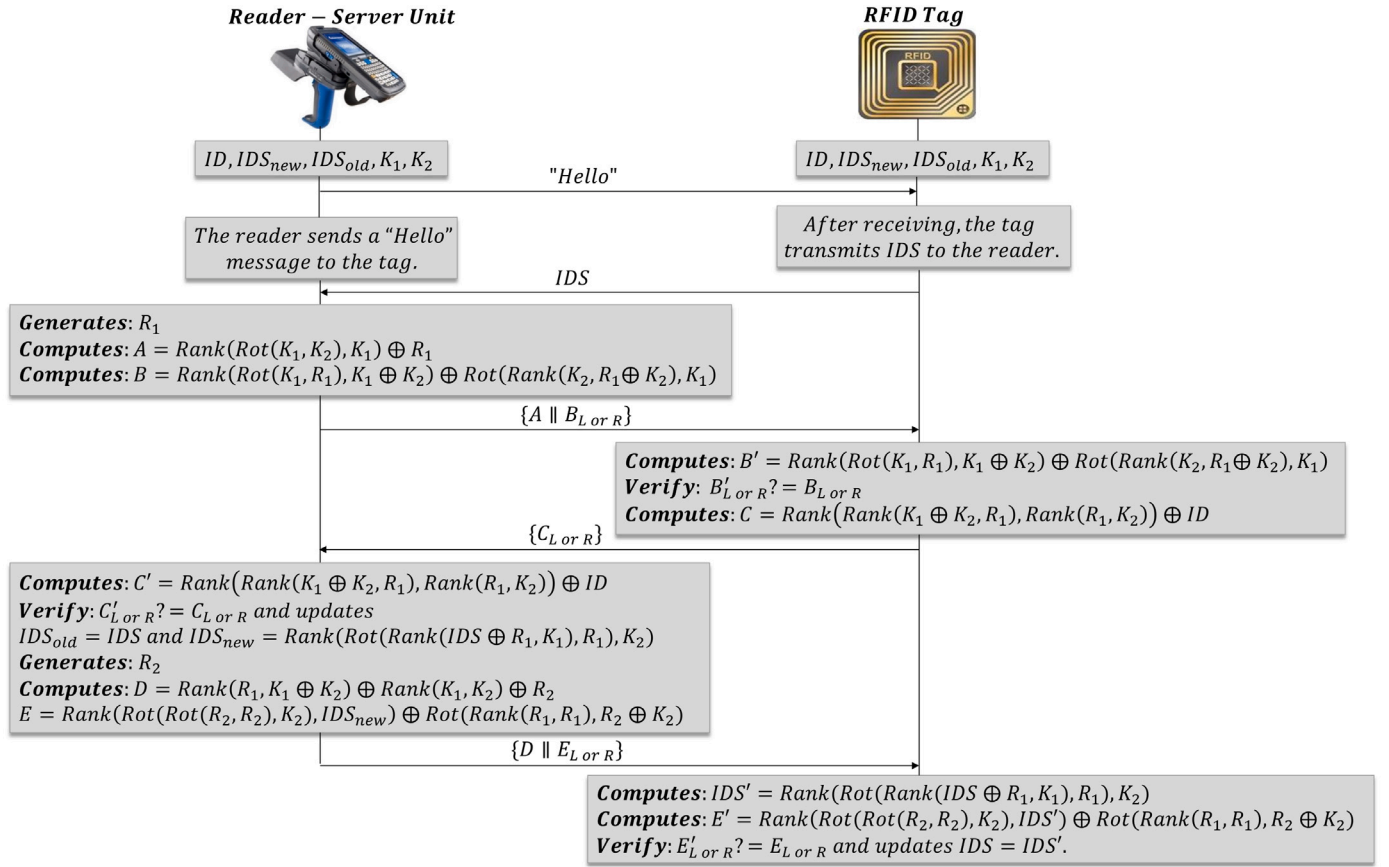 Reader − Server Unit
RFID Tag
RFID
ID, IDS_new, IDS_old, K_1, K_2
ID, IDS_new, IDS_old, K_1, K_2
"Hello"
The reader sends a “Hello”
message to the tag.
After receiving, the tag
transmits IDS to the reader.
IDS
Generates: R_1
Computes: A = Rank(Rot(K_1, K_2), K_1) ⊕ R_1
Computes: B = Rank(Rot(K_1, R_1), K_1 ⊕ K_2) ⊕ Rot(Rank(K_2, R_1 ⊕ K_2), K_1)
{A ∥ B_L or R}
Computes: B′ = Rank(Rot(K_1, R_1), K_1 ⊕ K_2) ⊕ Rot(Rank(K_2, R_1 ⊕ K_2), K_1)
Verify: B′_L or R ? = B_L or R
Computes: C = Rank(Rank(K_1 ⊕ K_2, R_1), Rank(R_1, K_2)) ⊕ ID
{C_L or R}
Computes: C′ = Rank(Rank(K_1 ⊕ K_2, R_1), Rank(R_1, K_2)) ⊕ ID
Verify: C′_L or R ? = C_L or R and updates
IDS_old = IDS and IDS_new = Rank(Rot(Rank(IDS ⊕ R_1, K_1), R_1), K_2)
Generates: R_2
Computes: D = Rank(R_1, K_1 ⊕ K_2) ⊕ Rank(K_1, K_2) ⊕ R_2
E = Rank(Rot(Rot(R_2, R_2), K_2), IDS_new) ⊕ Rot(Rank(R_1, R_1), R_2 ⊕ K_2)
{D ∥ E_L or R}
Computes: IDS′ = Rank(Rot(Rank(IDS ⊕ R_1, K_1), R_1), K_2)
Computes: E′ = Rank(Rot(Rot(R_2, R_2), K_2), IDS′) ⊕ Rot(Rank(R_1, R_1), R_2 ⊕ K_2)
Verify: E′_L or R ? = E_L or R and updates IDS = IDS′.